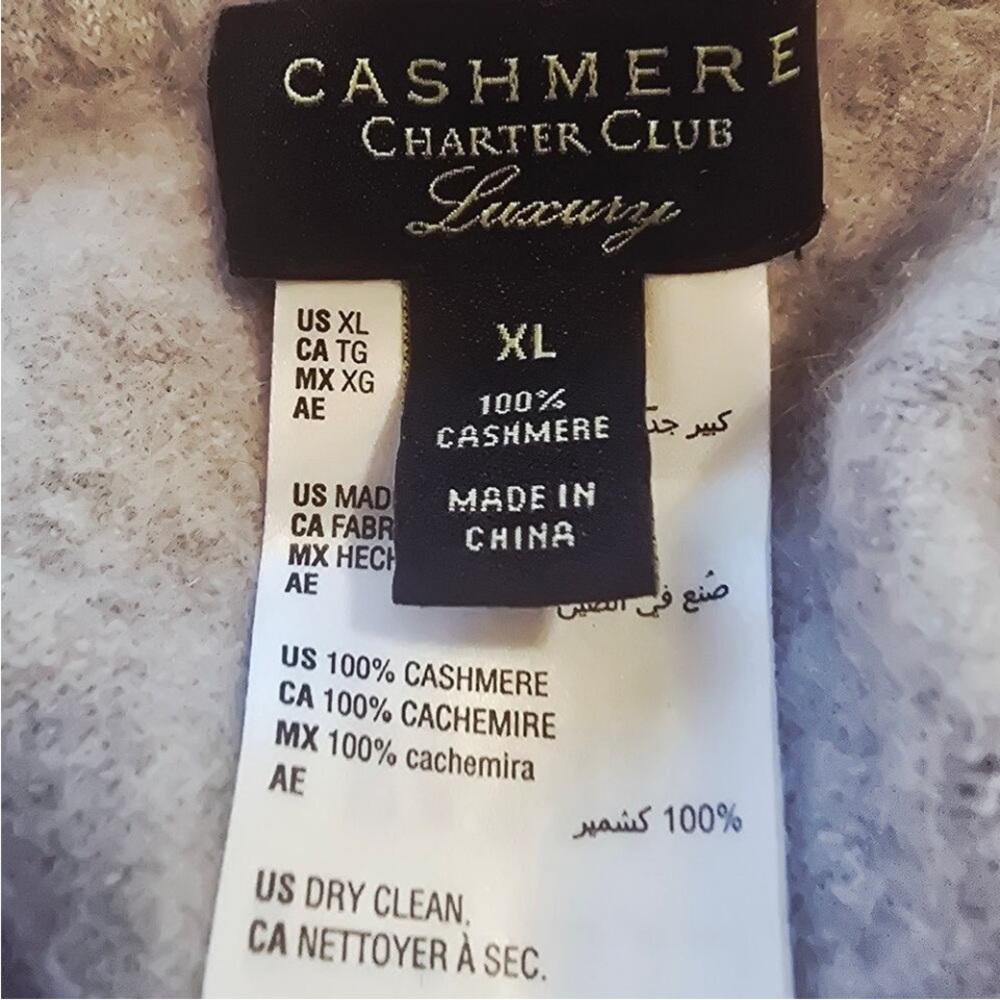 CASHMERE
CHARTER CLUB
Luxury
XL
100%
CASHMERE
MADE IN
CHINA
US XL
CA TG
MX XG
AE
كبير جدًا
US MAD
CA FABR
MX HECH
AE
صُنع في الصين
US 100% CASHMERE
CA 100% CACHEMIRE
MX 100% cachemira
AE
100% كشمير
US DRY CLEAN.
CA NETTOYER À SEC.